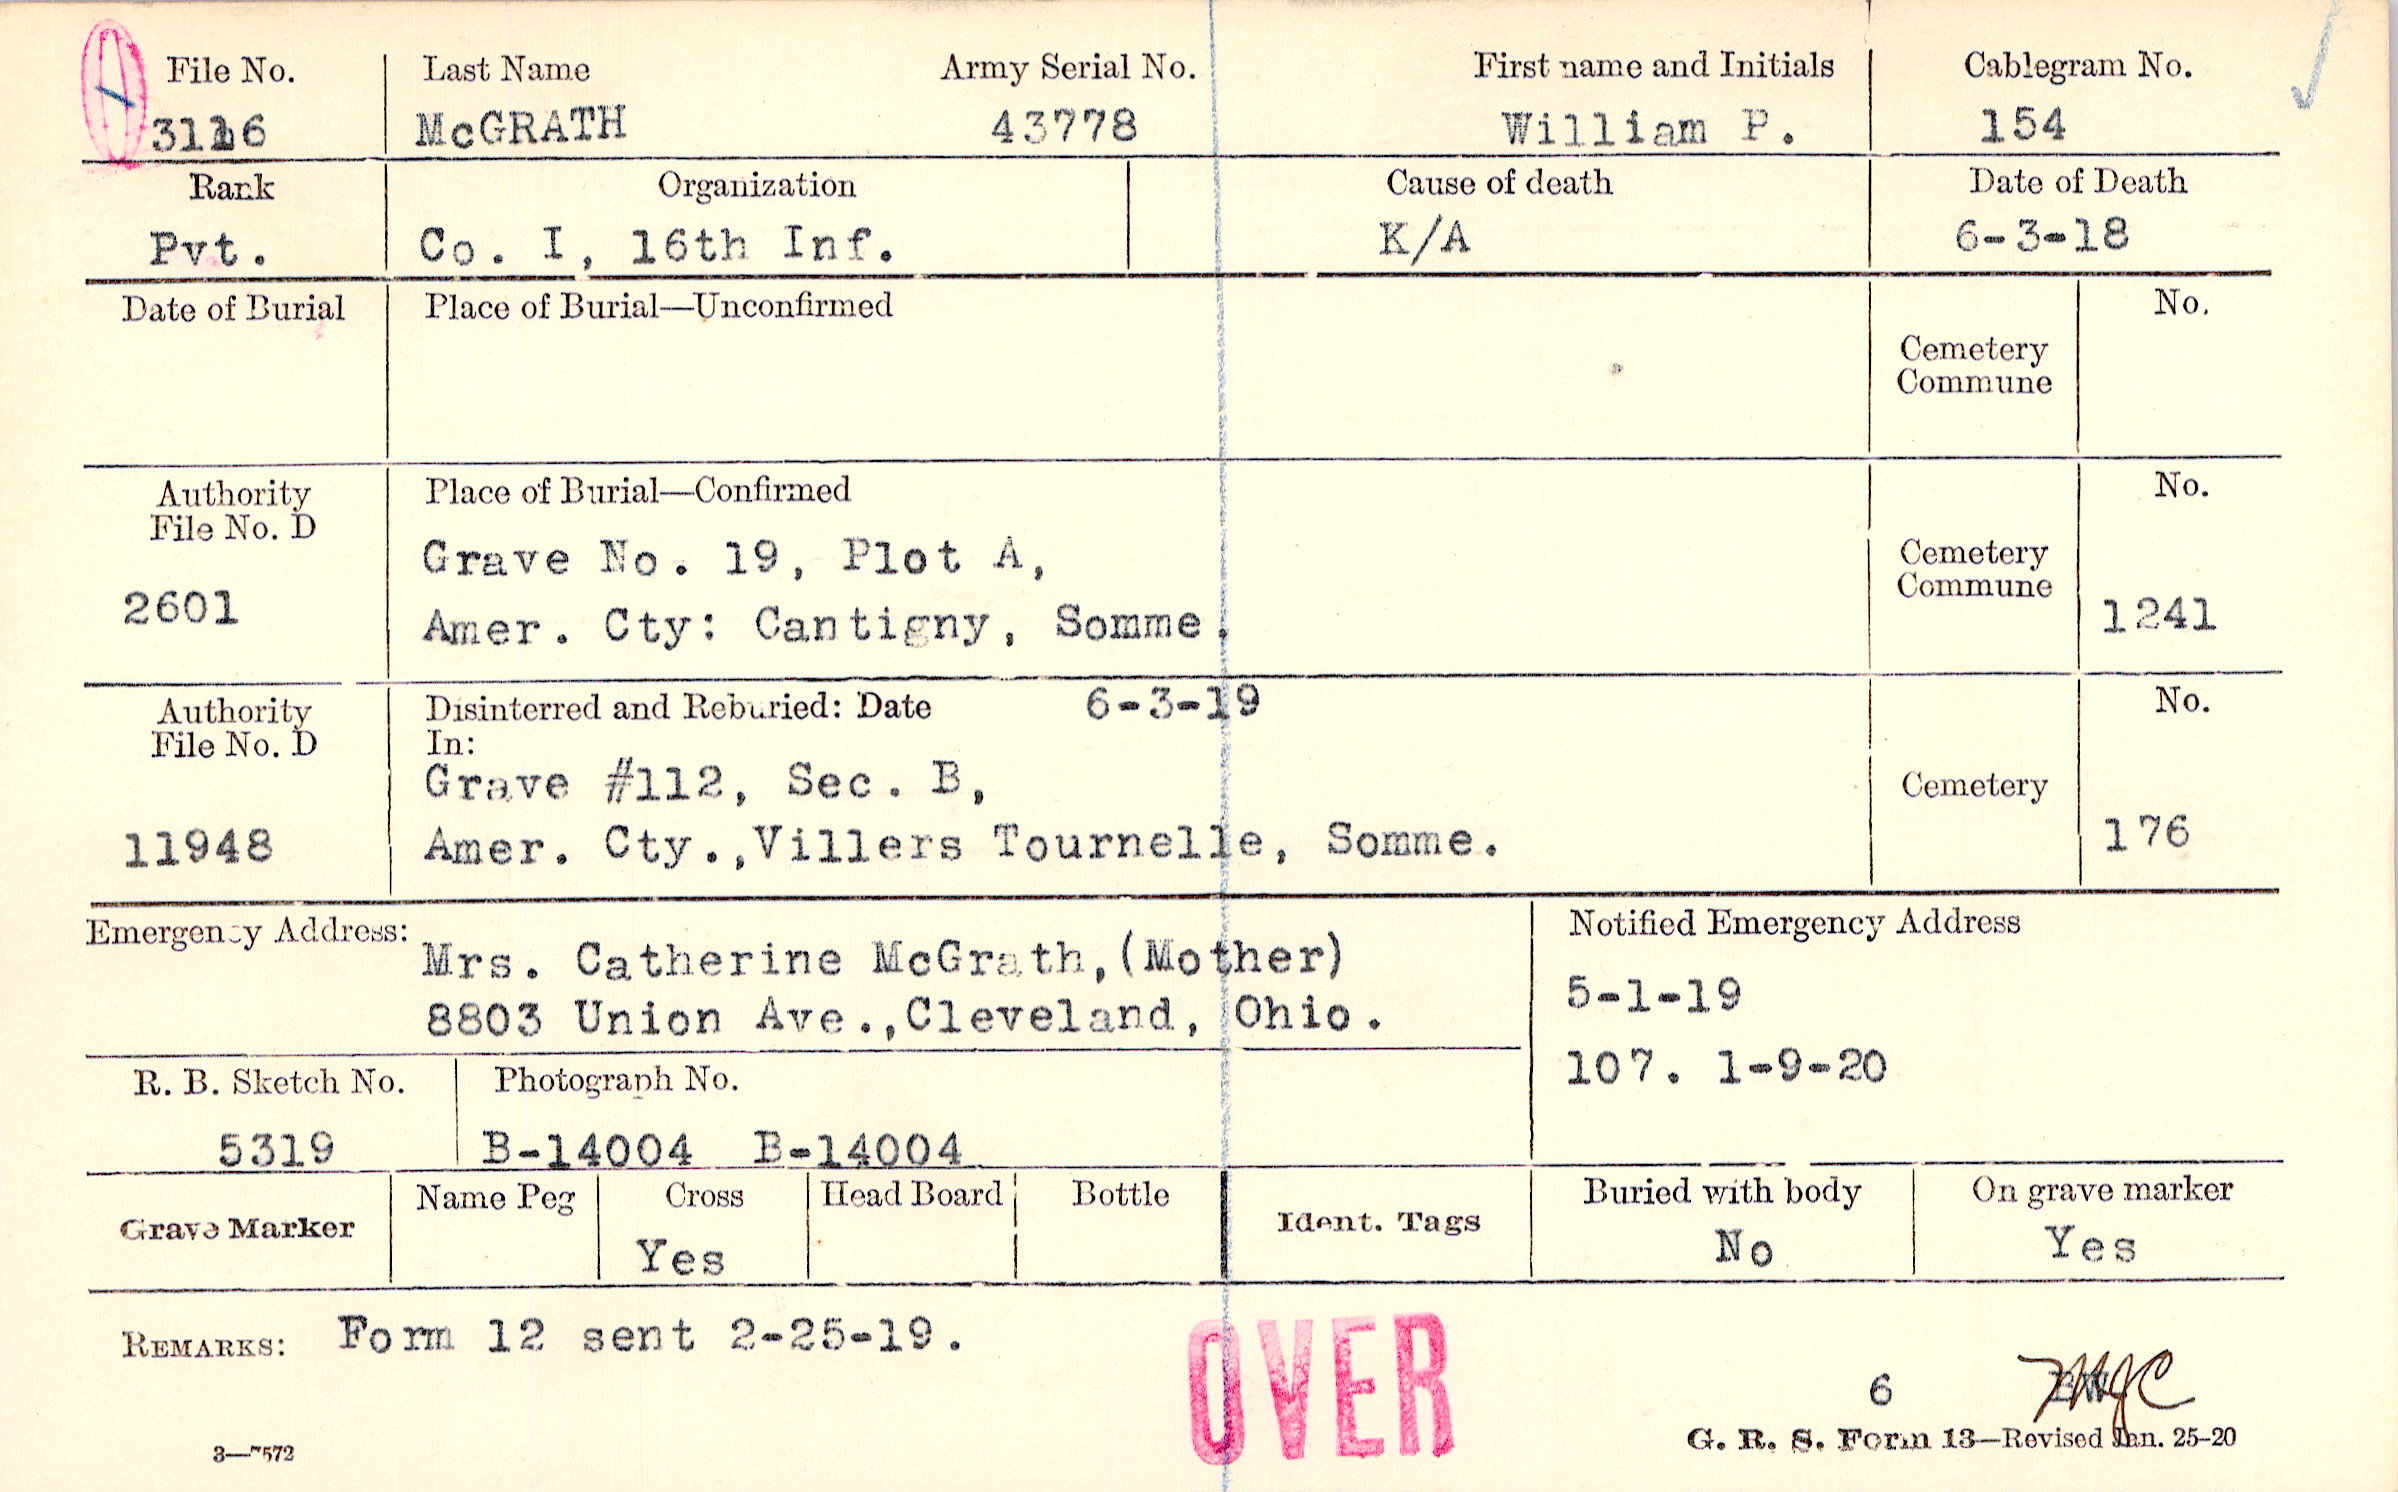 File No. Last Name Army Serial No. First name and Initials Cablegram No.
McGRATH 43778 William P. 154
Rank Organization Cause of death Date of Death
Pvt. Co. I, 16th Inf. K/A 6-3-18
Date of Burial Place of Burial—Unconfirmed No.
Cemetery
Commune
Authority Place of Burial—Confirmed No.
File No. D
Grave No. 19, Plot A, Cemetery
Commune
2601 Amer. Cty: Cantigny, Somme. 1241
Authority Disinterred and Reburied: Date 6-3-19 No.
File No. D In:
Grave #112, Sec. B, Cemetery
11948 Amer. Cty.,Villers Tournelle, Somme. 176
Emergency Address: Notified Emergency Address
Mrs. Catherine McGrath,(Mother) 5-1-19
8803 Union Ave.,Cleveland, Ohio.
107. 1-9-20
R. B. Sketch No. Photograph No.
5319 B-14004 B-14004
Grave Marker Name Peg Cross Head Board Bottle Ident. Tags Buried with body On grave marker
Yes No Yes
REMARKS: Form 12 sent 2-25-19.
OVER
6
G. R. S. Form 13—Revised Jan. 25-20